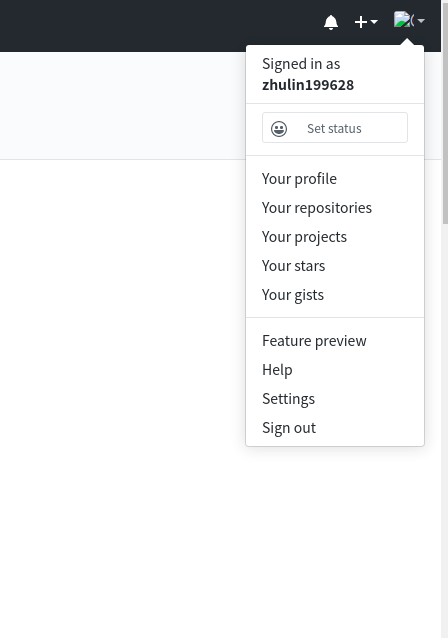 Signed in as
zhulin199628
Set status
Your profile
Your repositories
Your projects
Your stars
Your gists
Feature preview
Help
Settings
Sign out